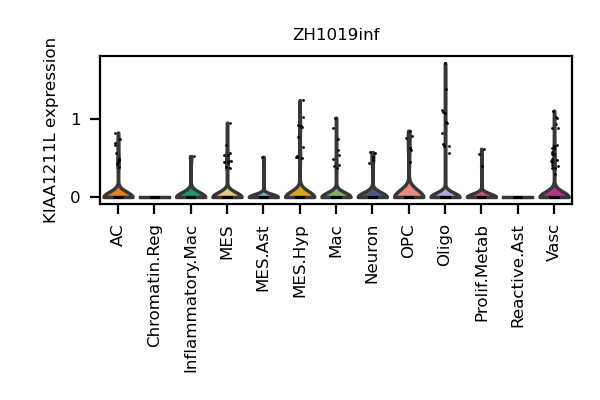 ZH1019inf
KIAA1211L expression
1
0
AC
Chromatin.Reg
Inflammatory.Mac
MES
MES.Ast
MES.Hyp
Mac
Neuron
OPC
Oligo
Prolif.Metab
Reactive.Ast
Vasc